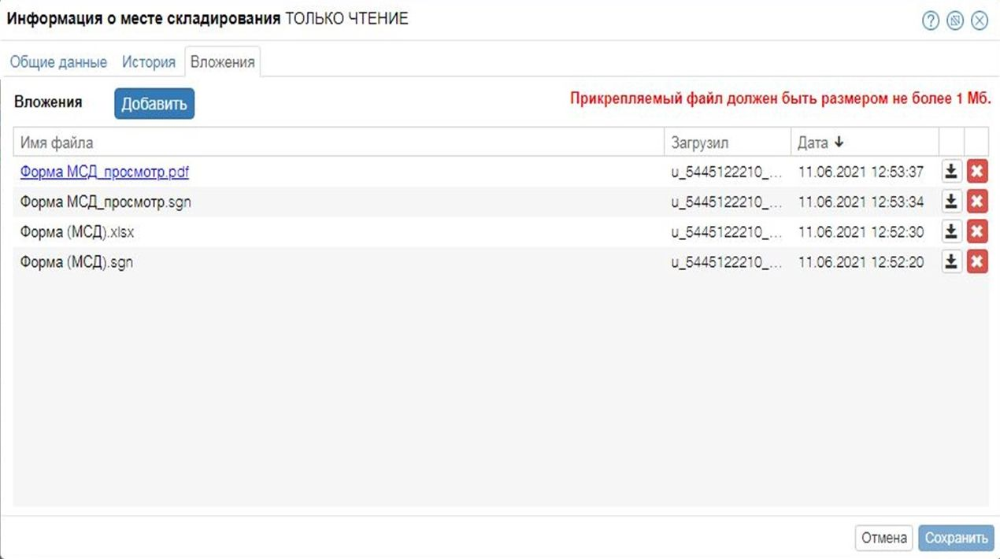 Информация о месте складирования ТОЛЬКО ЧТЕНИЕ
Общие данные История Вложения
Вложения Добавить Прикрепляемый файл должен быть размером не более 1 Мб.
Имя файла Загрузил Дата
Форма МСД_просмотр.pdf u_5445122210_... 11.06.2021 12:53:37
Форма МСД_просмотр.sgn u_5445122210_... 11.06.2021 12:53:34
Форма (МСД).xlsx u_5445122210_... 11.06.2021 12:52:30
Форма (МСД).sgn u_5445122210_... 11.06.2021 12:52:20
Отмена Сохранить